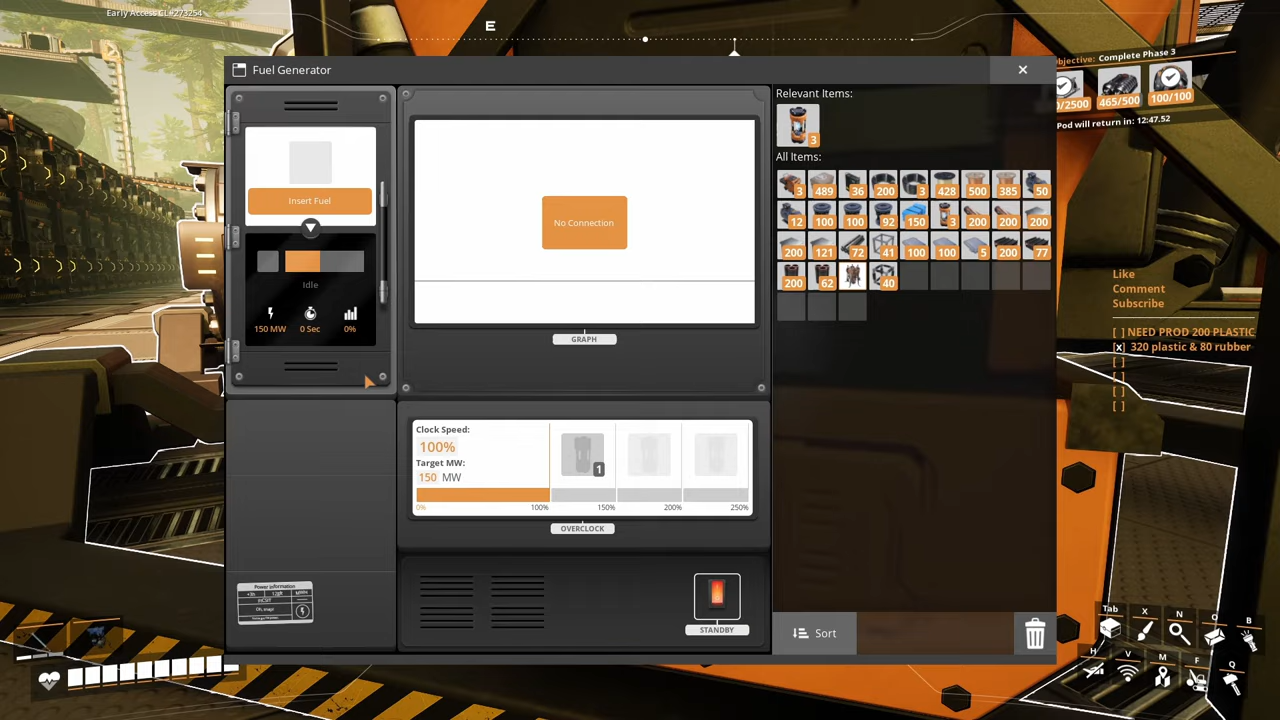 Early Access CL#273254
E
Fuel Generator
Objective: Complete Phase 3
0/2500 465/500 100/100
Pod will return in: 12:47.52
Insert Fuel
Idle
150 MW 0 Sec 0%
No Connection
GRAPH
Clock Speed:
100%
Target MW:
150 MW
1
0% 100% 150% 200% 250%
OVERCLOCK
Power Information
STANDBY
Relevant Items:
3
All Items:
3 489 36 200 3 428 500 385 50
12 100 100 92 150 3 200 200 200
200 121 72 41 100 100 5 200 77
200 62 40
Sort
Like
Comment
Subscribe
[ ] NEED PROD 200 PLASTIC
[x] 320 plastic & 80 rubber
[ ]
[ ]
[ ]
Tab X N O B
H V M F Q